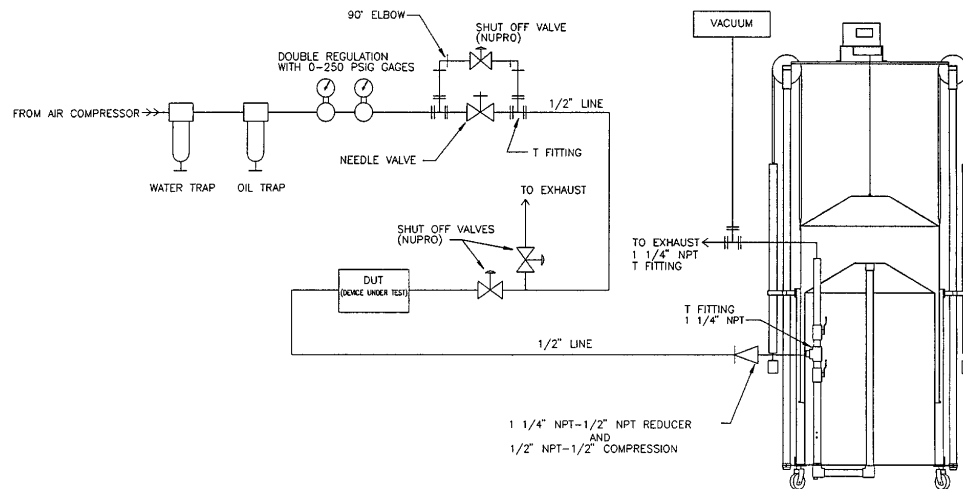 90° ELBOW
SHUT OFF VALVE
(NUPRO)
VACUUM
DOUBLE REGULATION
WITH 0-250 PSIG GAGES
FROM AIR COMPRESSOR
1/2" LINE
NEEDLE VALVE
T FITTING
WATER TRAP
OIL TRAP
TO EXHAUST
SHUT OFF VALVES
(NUPRO)
TO EXHAUST
1 1/4" NPT
T FITTING
DUT
(DEVICE UNDER TEST)
T FITTING
1 1/4" NPT
1/2" LINE
1 1/4" NPT-1/2" NPT REDUCER
AND
1/2" NPT-1/2" COMPRESSION